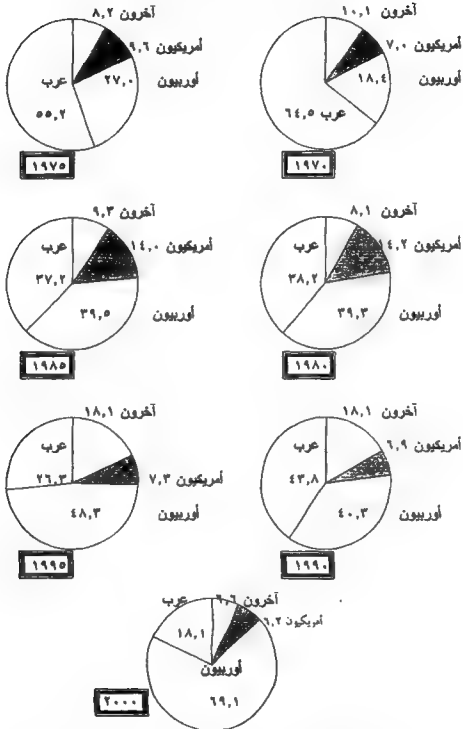 آخرون ١٠,١
أمريكيون ٧,٠
أوربيون ١٨,٤
عرب ٦٤,٥
١٩٧٠
آخرون ٨,٢
أمريكيون ٩,٦
أوربيون ٢٧,٠
عرب
٥٥,٢
١٩٧٥
آخرون ٨,١
أمريكيون ١٤,٢
عرب
٣٨,٢
أوربيون ٣٩,٣
١٩٨٠
آخرون ٩,٣
أمريكيون ١٤,٠
عرب
٣٧,٢
أوربيون ٣٩,٥
١٩٨٥
آخرون ١٨,١
أمريكيون ٦,٩
عرب
٤٣,٨
أوربيون ٤٠,٣
١٩٩٠
آخرون ١٨,١
أمريكيون ٧,٣
عرب
٢٦,٣
أوربيون ٤٨,٣
١٩٩٥
آخرون ٦,٦
أمريكيون ٦,٢
عرب
١٨,١
أوربيون
٦٩,١
٢٠٠٠